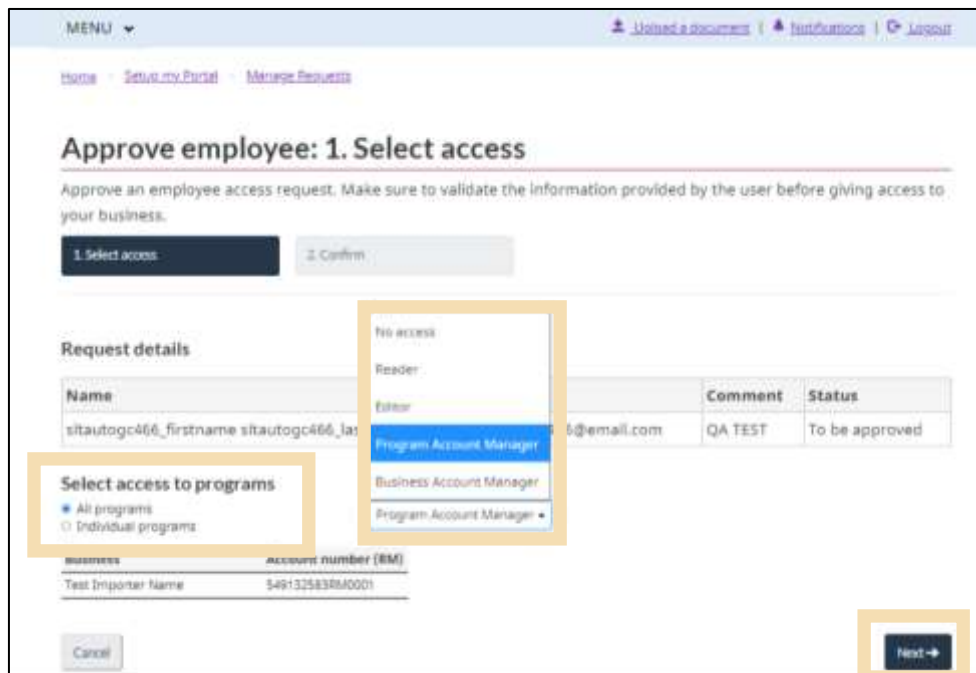 MENU
Upload a document | Notifications | Logout
Home Setup my Portal Manage Requests
Approve employee: 1. Select access
Approve an employee access request. Make sure to validate the information provided by the user before giving access to
your business.
1. Select access 2. Confirm
No access
Request details
Reader
Editor
Name Comment Status
sitautogc466_firstname sitautogc466_las 6@email.com QA TEST To be approved
Program Account Manager
Select access to programs
Business Account Manager
All programs
Program Account Manager
Individual programs
Business Account number (RM)
Test Importer Name 549132583RM0001
Cancel Next